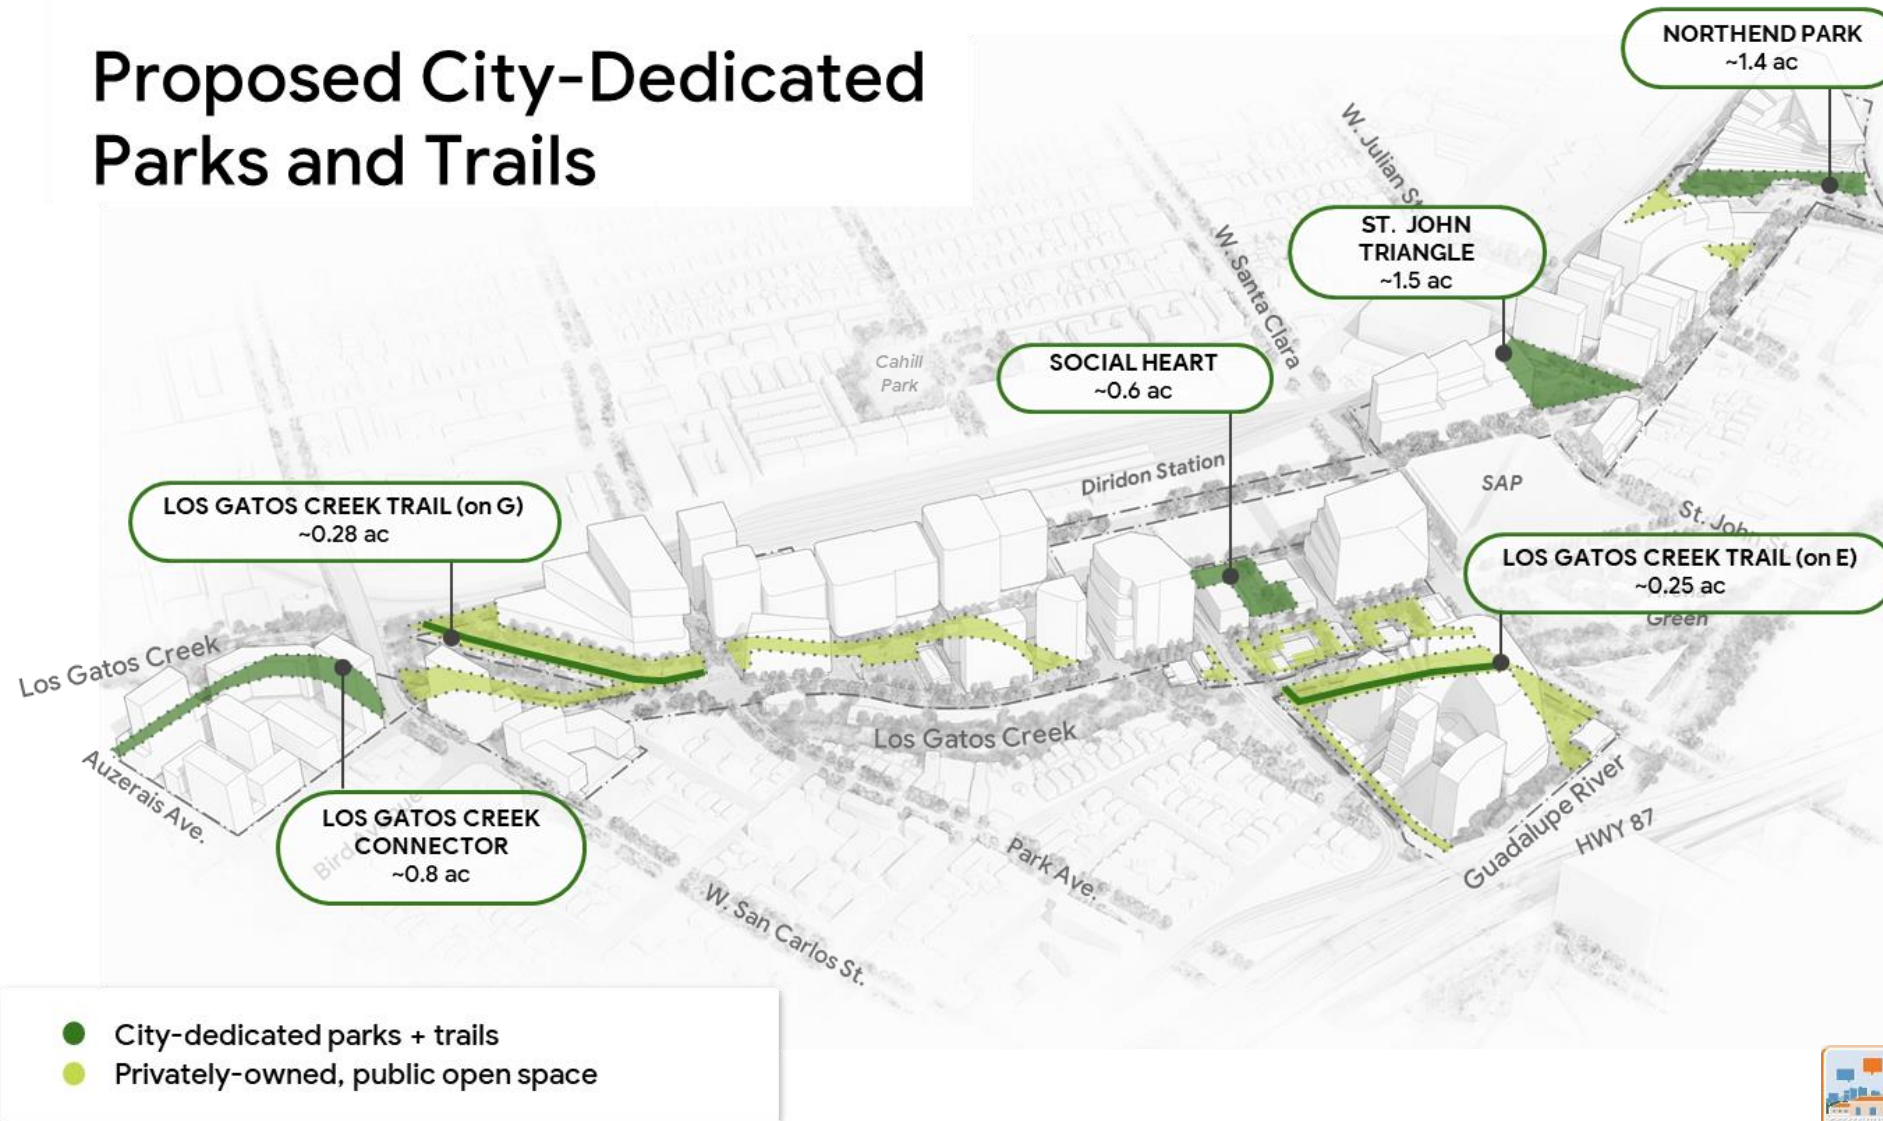 Proposed City-Dedicated
Parks and Trails
NORTHEND PARK
~1.4 ac
W. Julian St.
ST. JOHN
TRIANGLE
~1.5 ac
W. Santa Clara
SOCIAL HEART
~0.6 ac
Cahill
Park
Diridon Station
SAP
St. John St.
LOS GATOS CREEK TRAIL (on G)
~0.28 ac
LOS GATOS CREEK TRAIL (on E)
~0.25 ac
Green
Los Gatos Creek
Los Gatos Creek
Auzerais Ave.
LOS GATOS CREEK
CONNECTOR
~0.8 ac
Bird Avenue
Guadalupe River
HWY 87
Park Ave.
W. San Carlos St.
City-dedicated parks + trails
Privately-owned, public open space